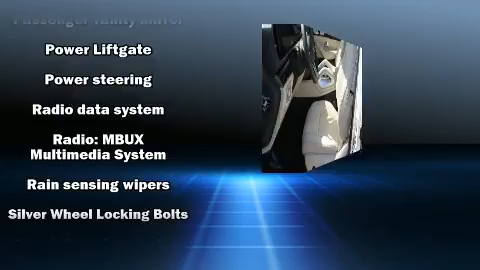 Passenger vanity mirror
Power Liftgate
Power steering
Radio data system
Radio: MBUX
Multimedia System
Rain sensing wipers
Silver Wheel Locking Bolts